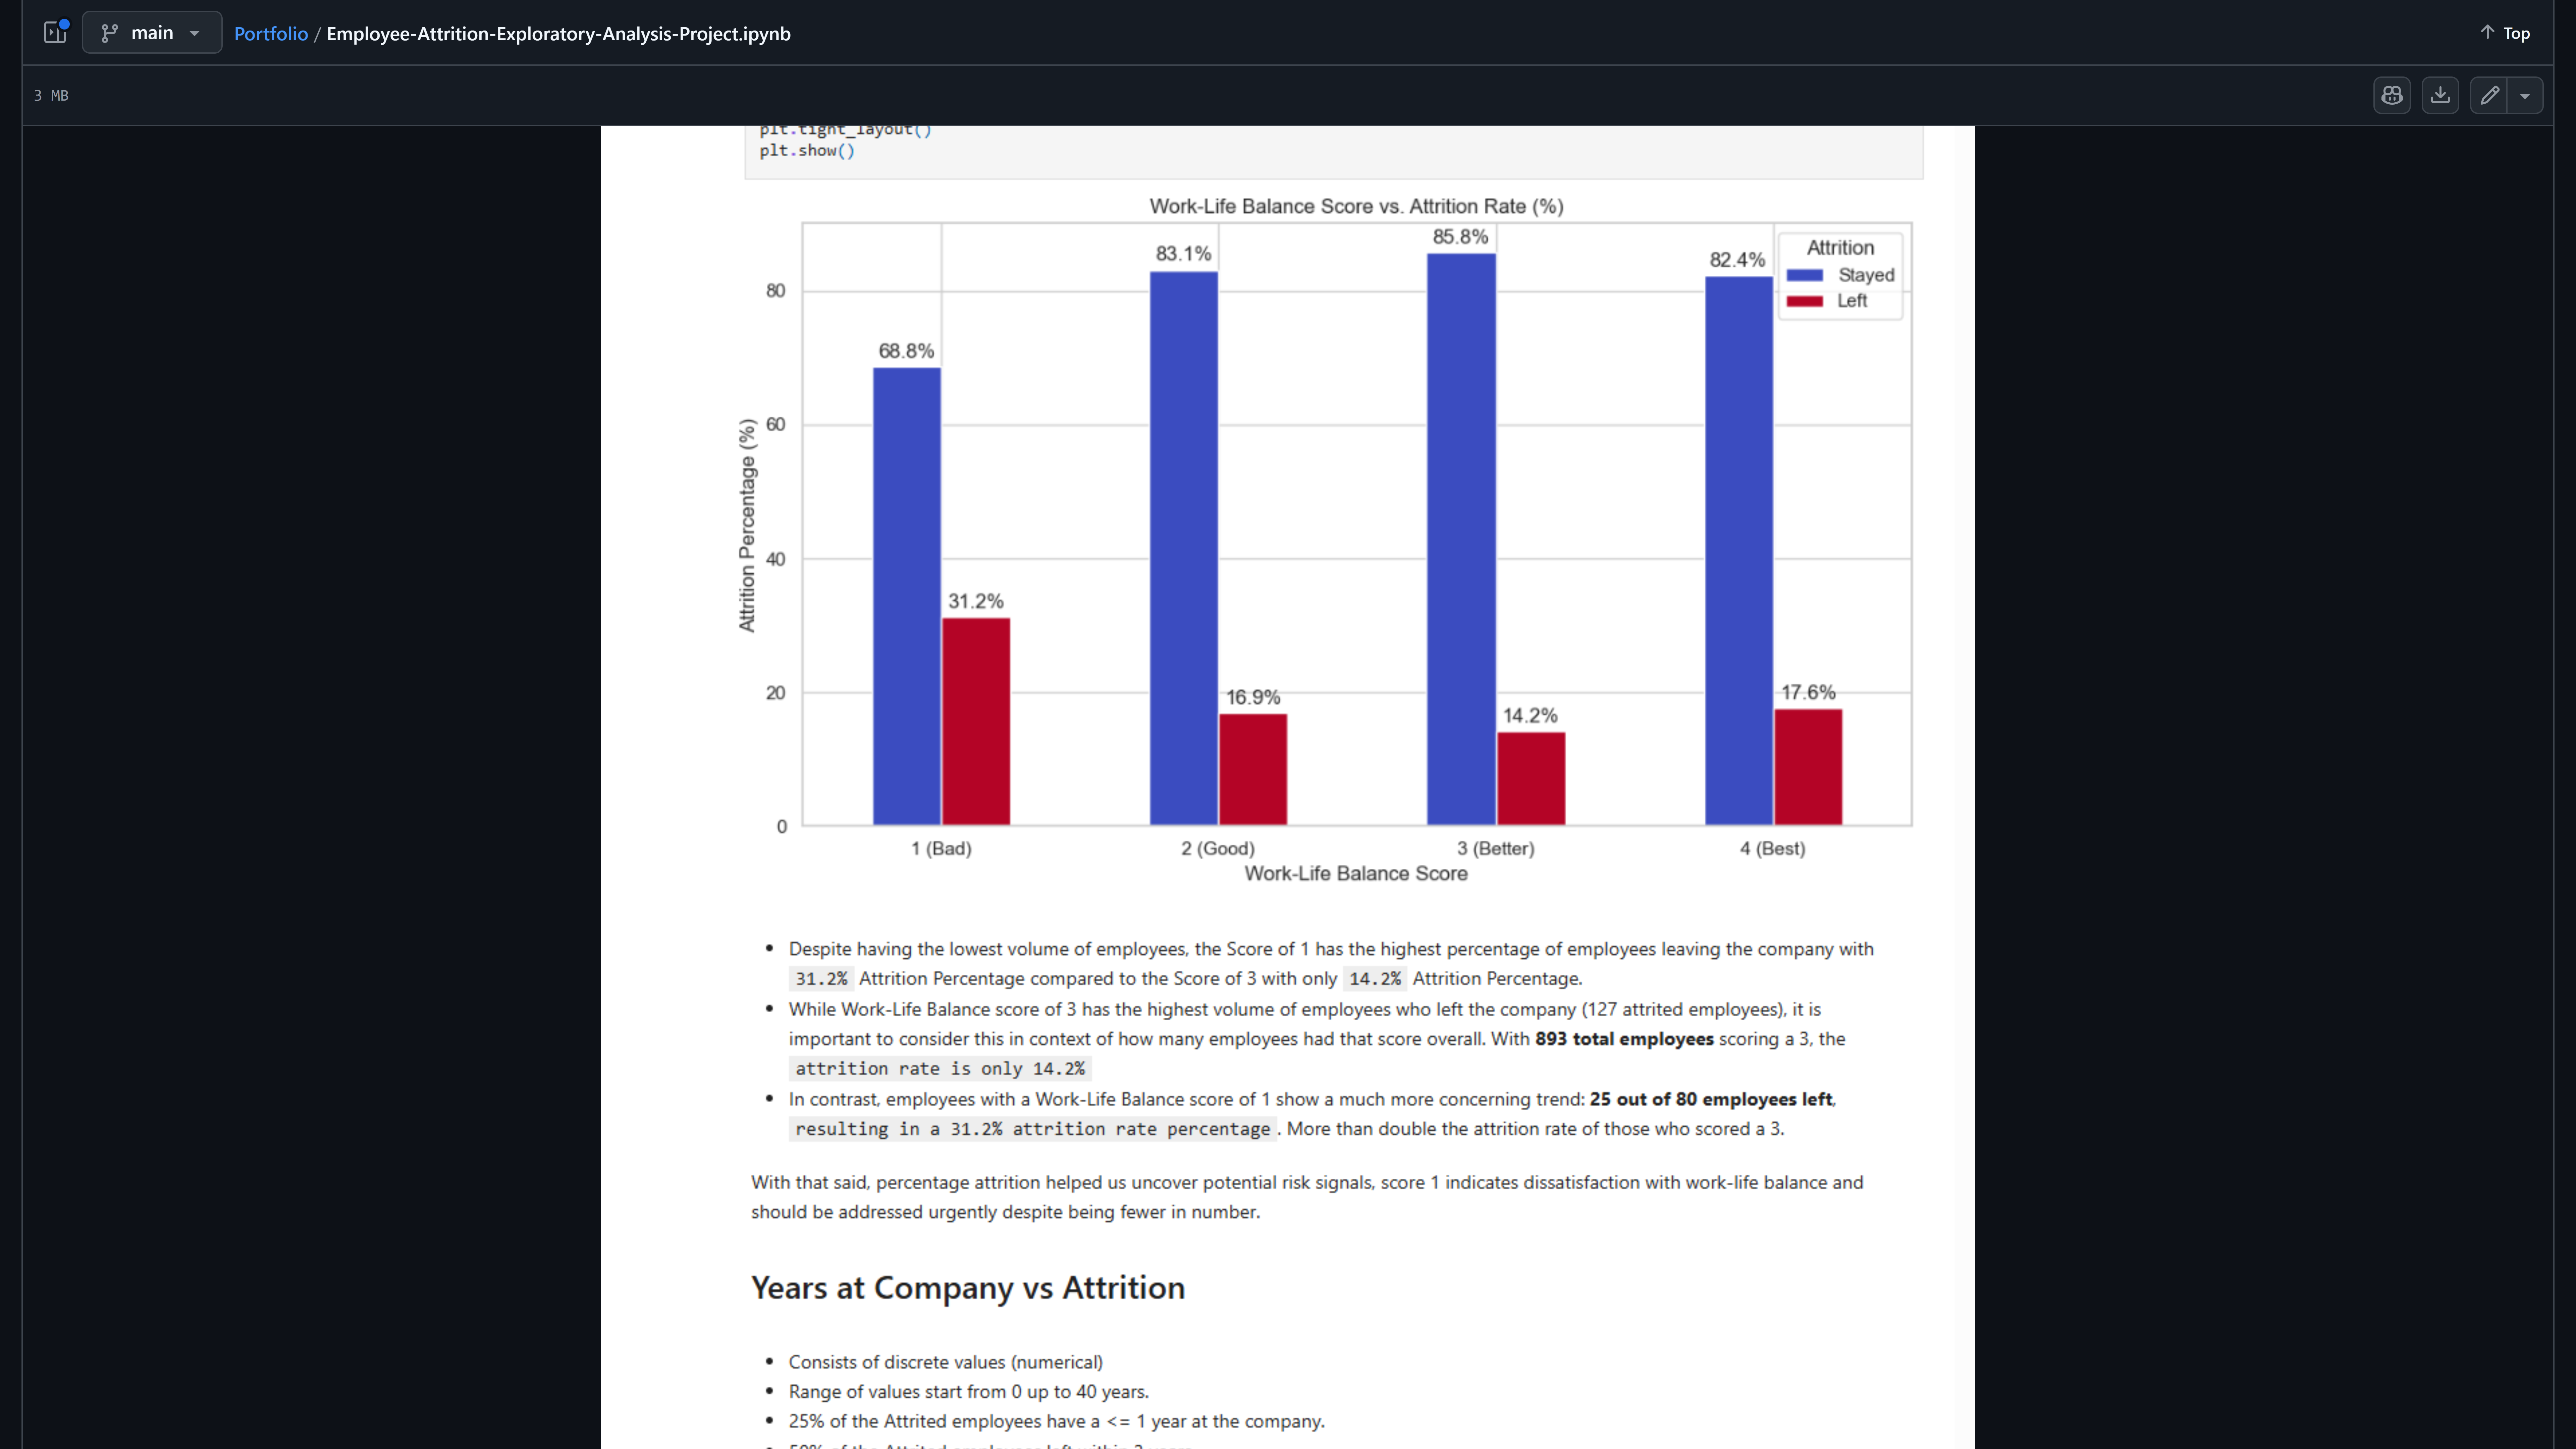 main
Portfolio / Employee-Attrition-Exploratory-Analysis-Project.ipynb
Top
3 MB
plt.tight_layout()
plt.show()
Work-Life Balance Score vs. Attrition Rate (%)
85.8%
83.1%
82.4%
68.8%
Attrition
Stayed
Left
80
60
40
20
0
Attrition Percentage (%)
31.2%
16.9%
14.2%
17.6%
1 (Bad)
2 (Good)
3 (Better)
4 (Best)
Work-Life Balance Score
• Despite having the lowest volume of employees, the Score of 1 has the highest percentage of employees leaving the company with
31.2% Attrition Percentage compared to the Score of 3 with only 14.2% Attrition Percentage.
• While Work-Life Balance score of 3 has the highest volume of employees who left the company (127 attrited employees), it is
important to consider this in context of how many employees had that score overall. With 893 total employees scoring a 3, the
attrition rate is only 14.2%
• In contrast, employees with a Work-Life Balance score of 1 show a much more concerning trend: 25 out of 80 employees left,
resulting in a 31.2% attrition rate percentage . More than double the attrition rate of those who scored a 3.
With that said, percentage attrition helped us uncover potential risk signals, score 1 indicates dissatisfaction with work-life balance and
should be addressed urgently despite being fewer in number.
Years at Company vs Attrition
• Consists of discrete values (numerical)
• Range of values start from 0 up to 40 years.
• 25% of the Attrited employees have a <= 1 year at the company.